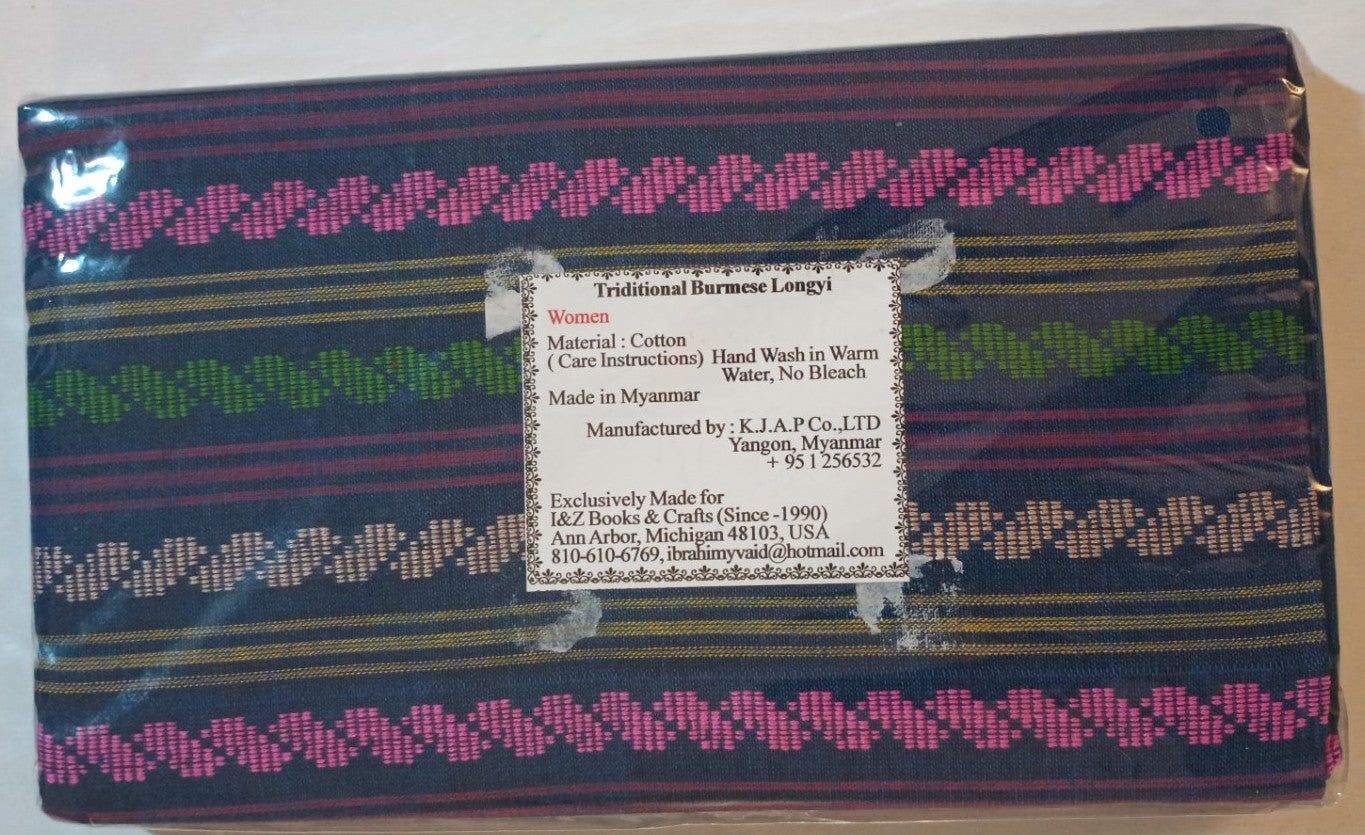 Triditional Burmese Longyi
Women
Material : Cotton
( Care Instructions) Hand Wash in Warm
Water, No Bleach
Made in Myanmar
Manufactured by : K.J.A.P Co.,LTD
Yangon, Myanmar
+ 95 1 256532
Exclusively Made for
I&Z Books & Crafts (Since -1990)
Ann Arbor, Michigan 48103, USA
810-610-6769, ibrahimyvaid@hotmail.com